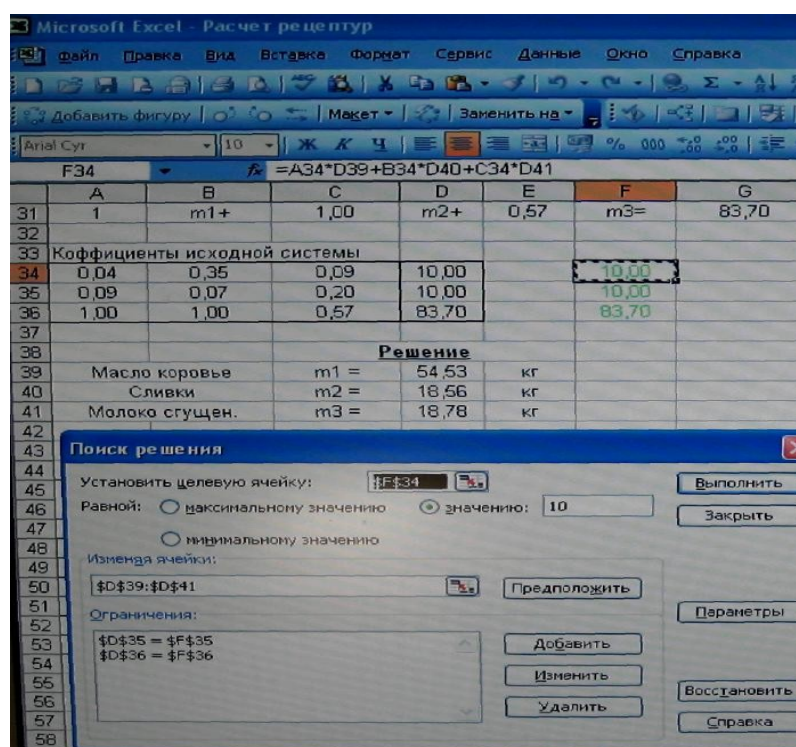 Microsoft Excel - Расчет рецептур
Файл Правка Вид Вставка Формат Сервис Данные Окно Справка
Добавить фигуру Макет Заменить на
Arial Cyr 10 Ж К Ч % 000
F34 fx =A34*D39+B34*D40+C34*D41
A B C D E F G
31 1 m1+ 1,00 m2+ 0,57 m3= 83,70
32
33 Коффициенты исходной системы
34 0,04 0,35 0,09 10,00 10,00
35 0,09 0,07 0,20 10,00 10,00
36 1,00 1,00 0,57 83,70 83,70
37
38 Решение
39 Масло коровье m1 = 54,53 кг
40 Сливки m2 = 18,56 кг
41 Молоко сгущен. m3 = 18,78 кг
42
43 Поиск решения
44
45 Установить целевую ячейку: $F$34 Выполнить
46 Равной: максимальному значению значению: 10 Закрыть
47
48 минимальному значению
49 Изменяя ячейки:
50 $D$39:$D$41 Предположить
51 Ограничения: Параметры
52
53 $D$35 = $F$35 Добавить
54 $D$36 = $F$36
55 Изменить
56 Восстановить
57 Удалить Справка
58